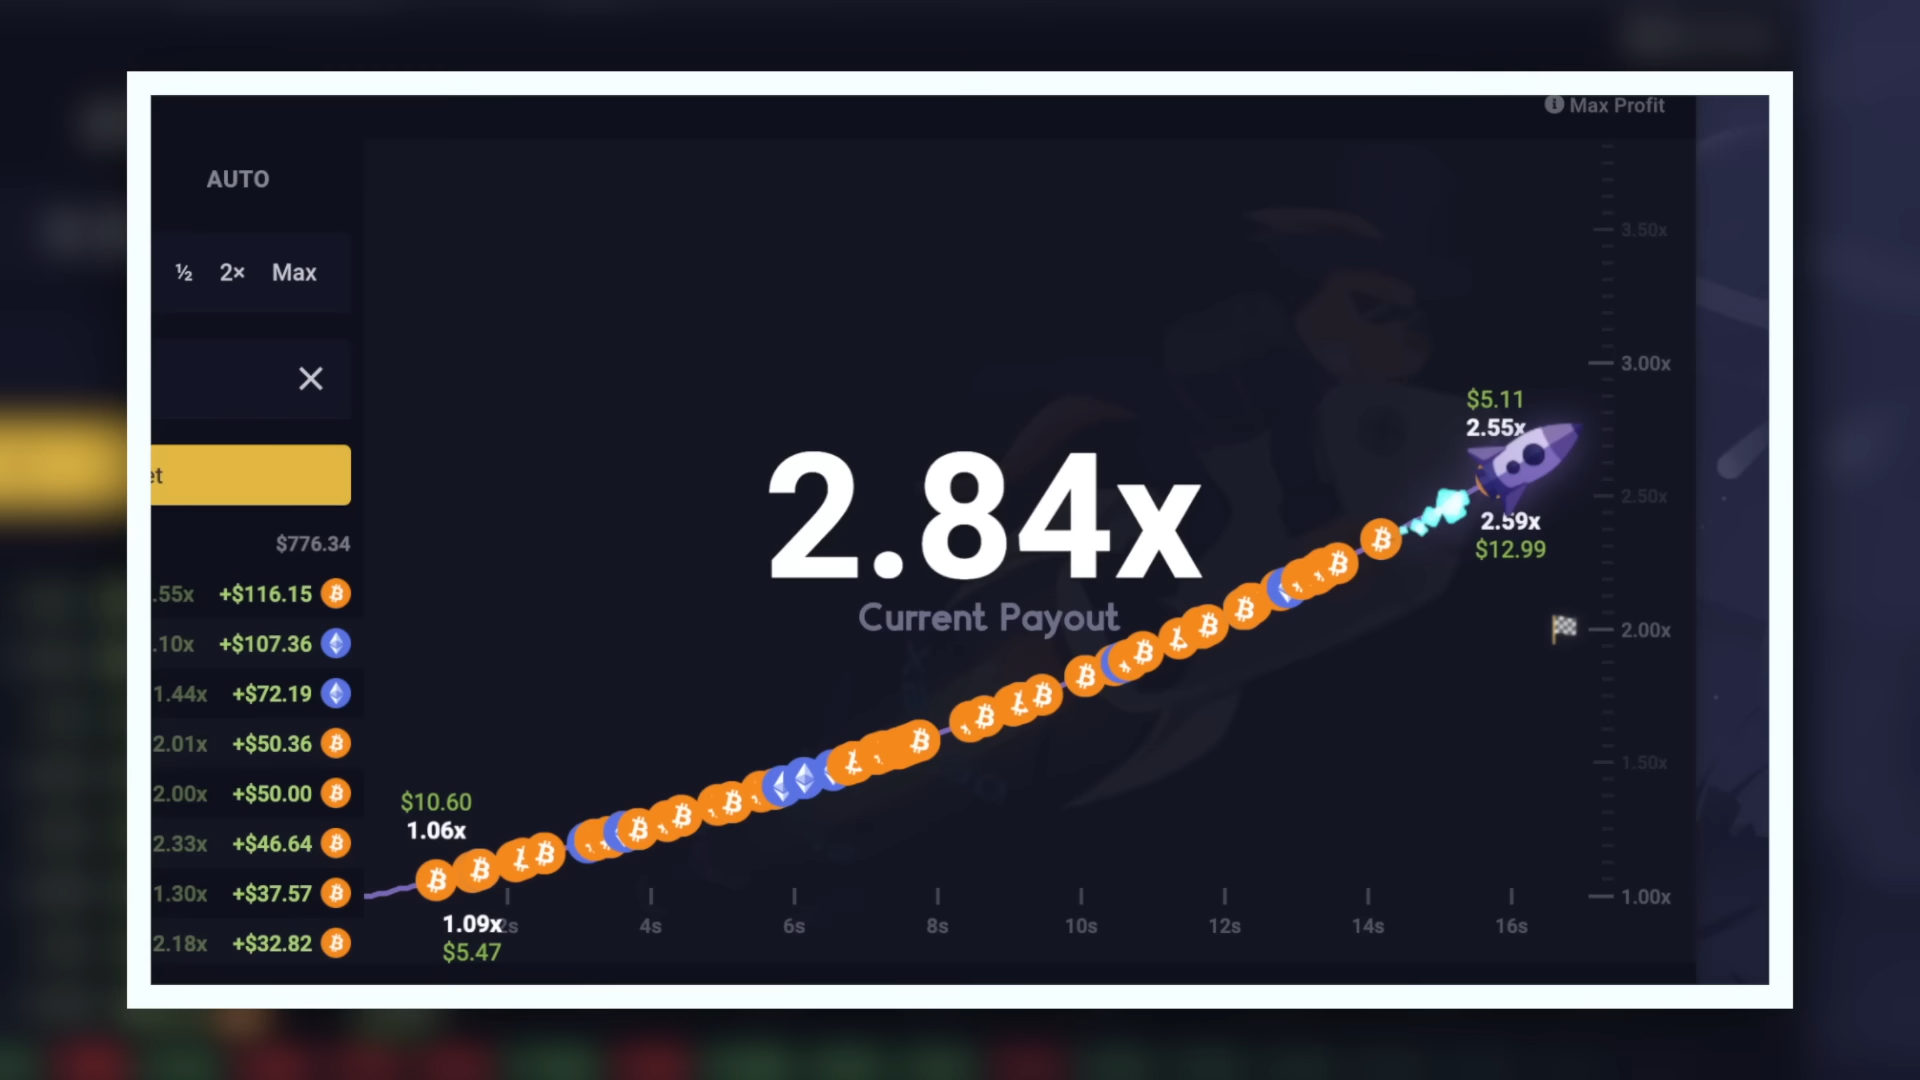 Max Profit
AUTO
½ 2× Max
$776.34
.55x +$116.15
.10x +$107.36
1.44x +$72.19
2.01x +$50.36
2.00x +$50.00
2.33x +$46.64
1.30x +$37.57
2.18x +$32.82
2.84x
Current Payout
$10.60
1.06x
1.09x
$5.47
$5.11
2.55x
2.59x
$12.99
3.50x
3.00x
2.50x
2.00x
1.50x
1.00x
2s 4s 6s 8s 10s 12s 14s 16s